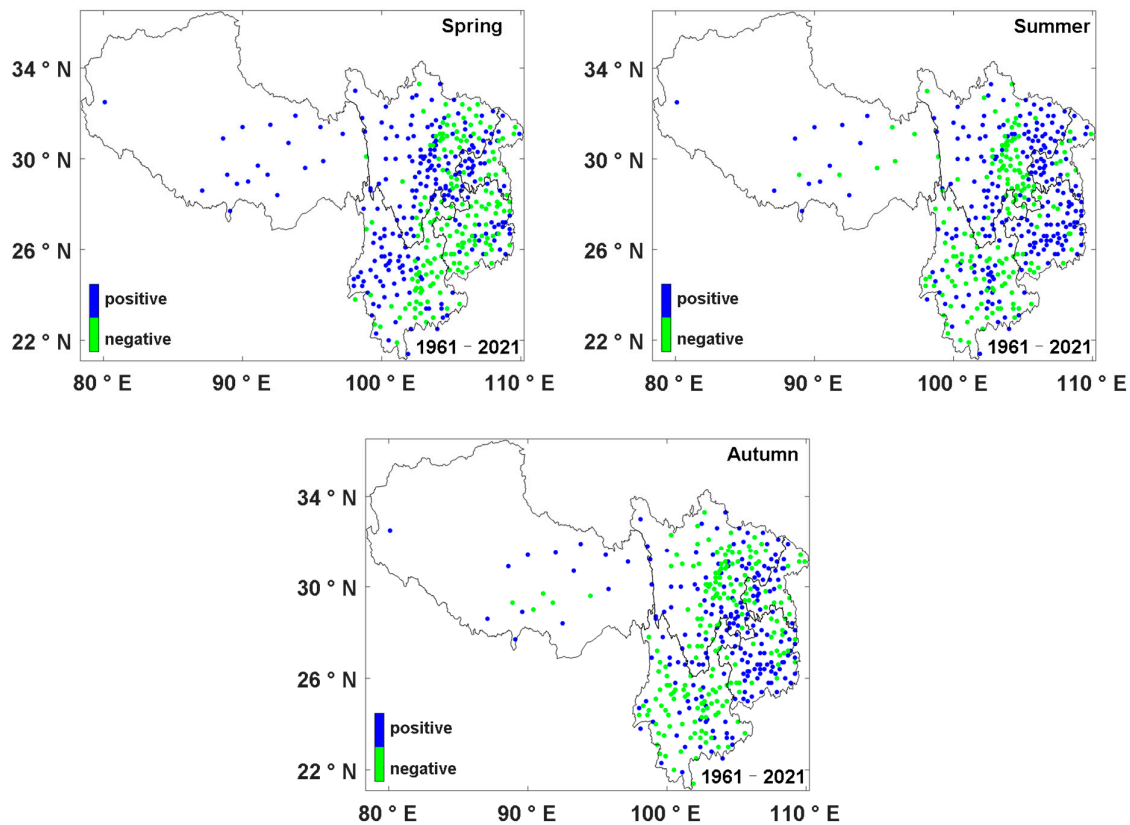 Spring
34 ° N
30 ° N
26 ° N
22 ° N
positive
negative
1961 – 2021
80 ° E 90 ° E 100 ° E 110 ° E
Summer
34 ° N
30 ° N
26 ° N
22 ° N
positive
negative
1961 – 2021
80 ° E 90 ° E 100 ° E 110 ° E
Autumn
34 ° N
30 ° N
26 ° N
22 ° N
positive
negative
1961 – 2021
80 ° E 90 ° E 100 ° E 110 ° E